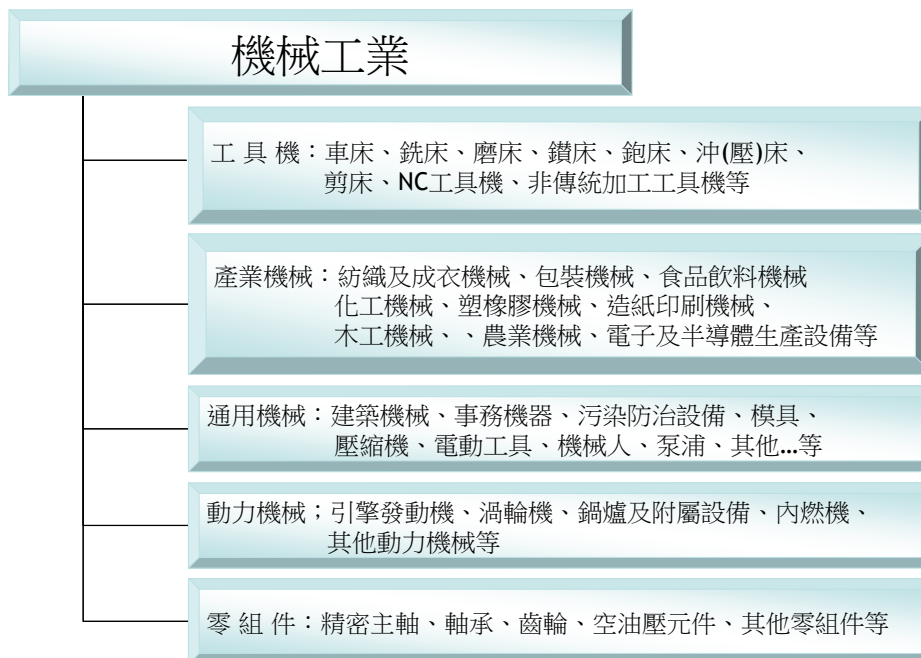 機械工業
工 具 機：車床、銑床、磨床、鑚床、鉋床、沖(壓)床、
剪床、NC工具機、非傳統加工工具機等
產業機械：紡織及成衣機械、包裝機械、食品飲料機械
化工機械、塑橡膠機械、造紙印刷機械、
木工機械、、農業機械、電子及半導體生產設備等
通用機械：建築機械、事務機器、污染防治設備、模具、
壓縮機、電動工具、機械人、泵浦、其他…等
動力機械；引擎發動機、渦輪機、鍋爐及附屬設備、內燃機、
其他動力機械等
零 組 件：精密主軸、軸承、齒輪、空油壓元件、其他零組件等